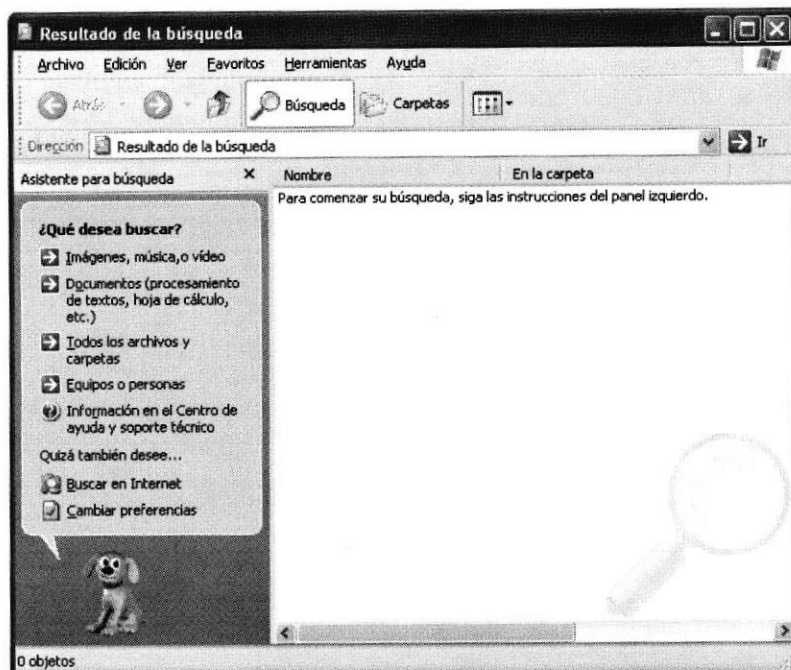 Resultado de la búsqueda
Archivo Edición Ver Favoritos Herramientas Ayuda
Atrás Búsqueda Carpetas
Dirección Resultado de la búsqueda Ir
Asistente para búsqueda
Nombre En la carpeta
Para comenzar su búsqueda, siga las instrucciones del panel izquierdo.
¿Qué desea buscar?
Imágenes, música,o vídeo
Documentos (procesamiento
de textos, hoja de cálculo,
etc.)
Todos los archivos y
carpetas
Equipos o personas
Información en el Centro de
ayuda y soporte técnico
Quizá también desee...
Buscar en Internet
Cambiar preferencias
0 objetos